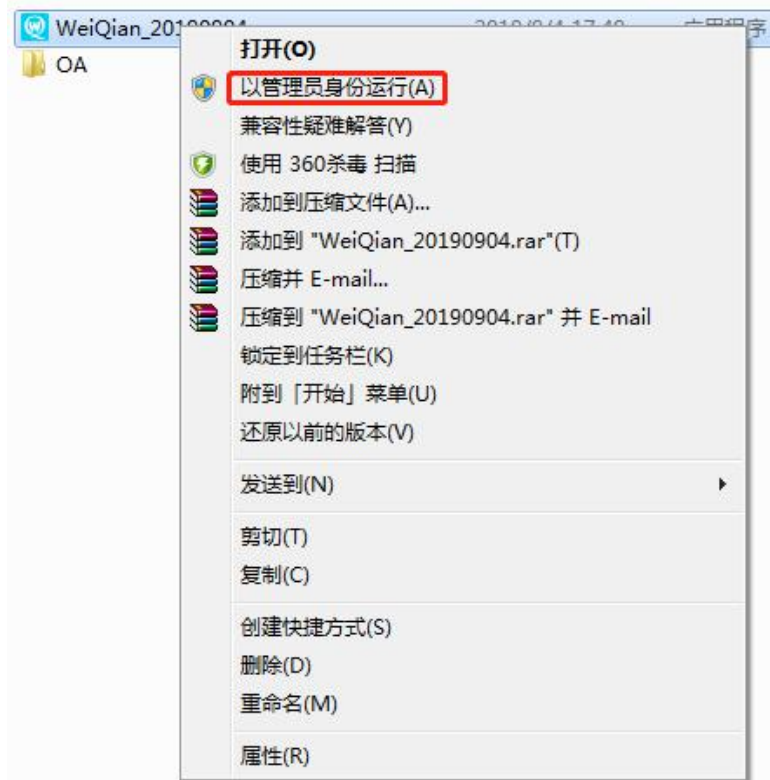 WeiQian_20190904
打开(O)
以管理员身份运行(A)
OA
兼容性疑难解答(Y)
使用 360杀毒 扫描
添加到压缩文件(A)...
添加到 "WeiQian_20190904.rar"(T)
压缩并 E-mail...
压缩到 "WeiQian_20190904.rar" 并 E-mail
锁定到任务栏(K)
附到「开始」菜单(U)
还原以前的版本(V)
发送到(N)
剪切(T)
复制(C)
创建快捷方式(S)
删除(D)
重命名(M)
属性(R)